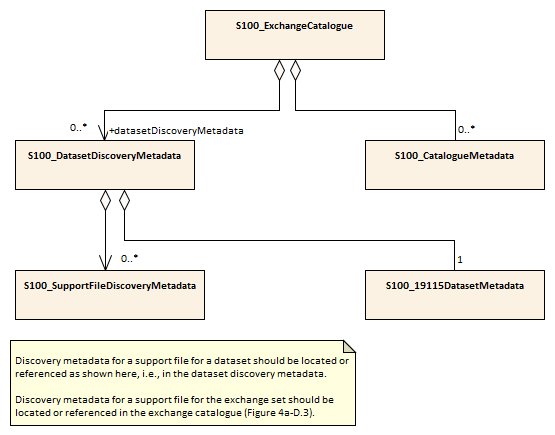 S100_ExchangeCatalogue
0..*
+datasetDiscoveryMetadata
0..*
S100_DatasetDiscoveryMetadata
S100_CatalogueMetadata
0..*
1
S100_SupportFileDiscoveryMetadata
S100_19115DatasetMetadata
Discovery metadata for a support file for a dataset should be located or
referenced as shown here, i.e., in the dataset discovery metadata.
Discovery metadata for a support file for the exchange set should be
located or referenced in the exchange catalogue (Figure 4a-D.3).